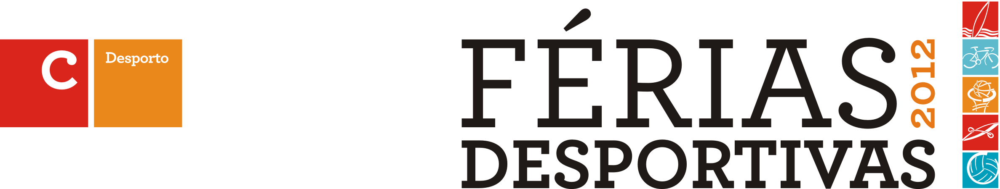 C
Desporto
FÉRIAS
2012
DESPORTIVAS